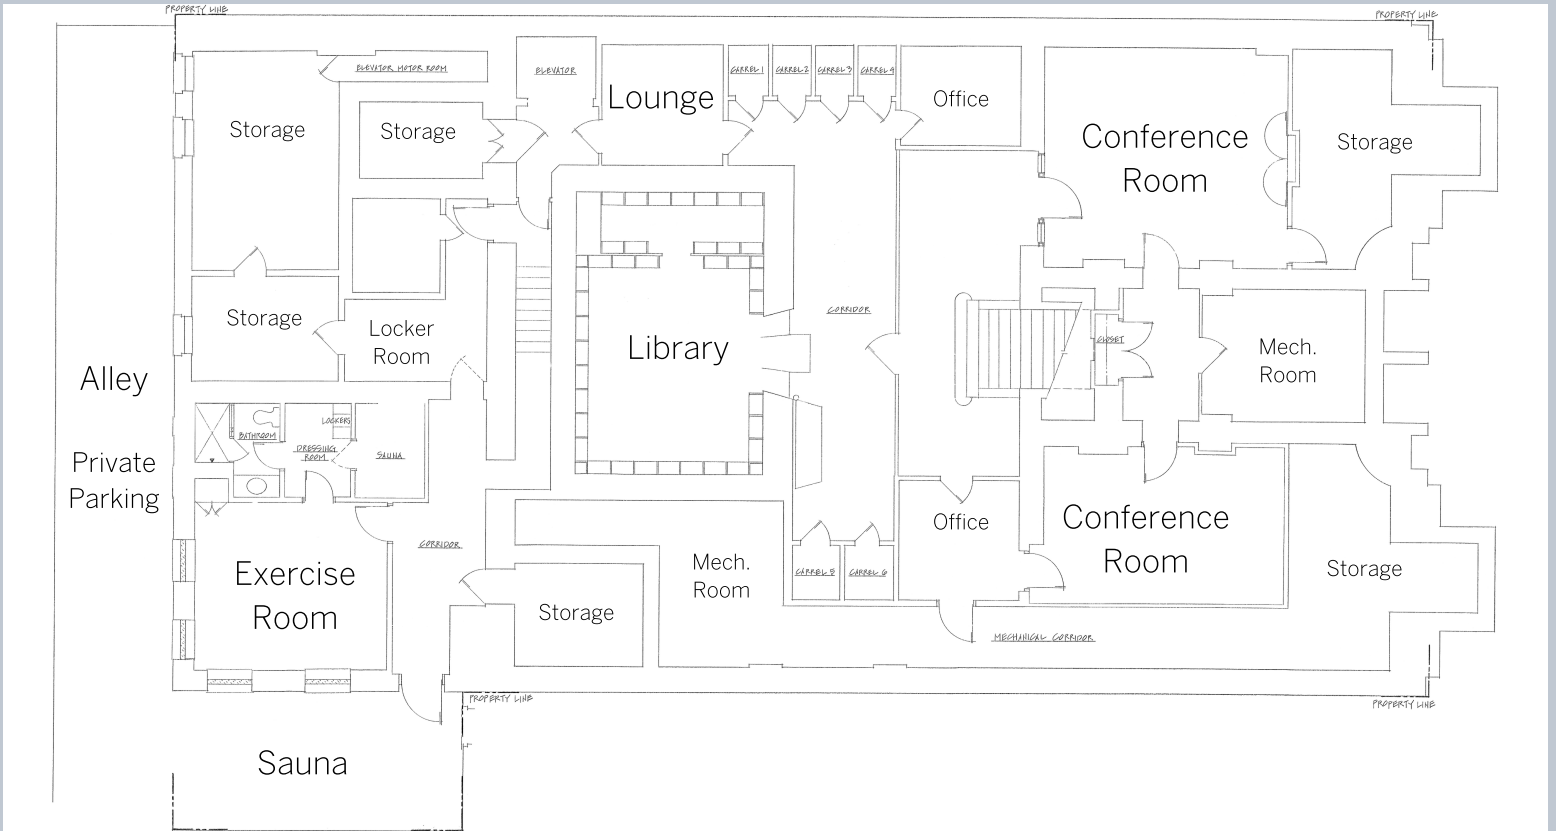 PROPERTY LINE
PROPERTY LINE
ELEVATOR MOTOR ROOM
ELEVATOR
CARREL 1
CARREL 2
CARREL 3
CARREL 4
Lounge
Office
Storage
Storage
Conference
Room
Storage
CORRIDOR
Storage
Locker
Room
Library
CLOSET
Mech.
Room
Alley
Private
Parking
BATHROOM
LOCKERS
DRESSING
ROOM
SAUNA
CORRIDOR
Exercise
Room
Storage
Mech.
Room
CARREL 5
CARREL 6
Office
Conference
Room
Storage
MECHANICAL CORRIDOR
PROPERTY LINE
PROPERTY LINE
Sauna